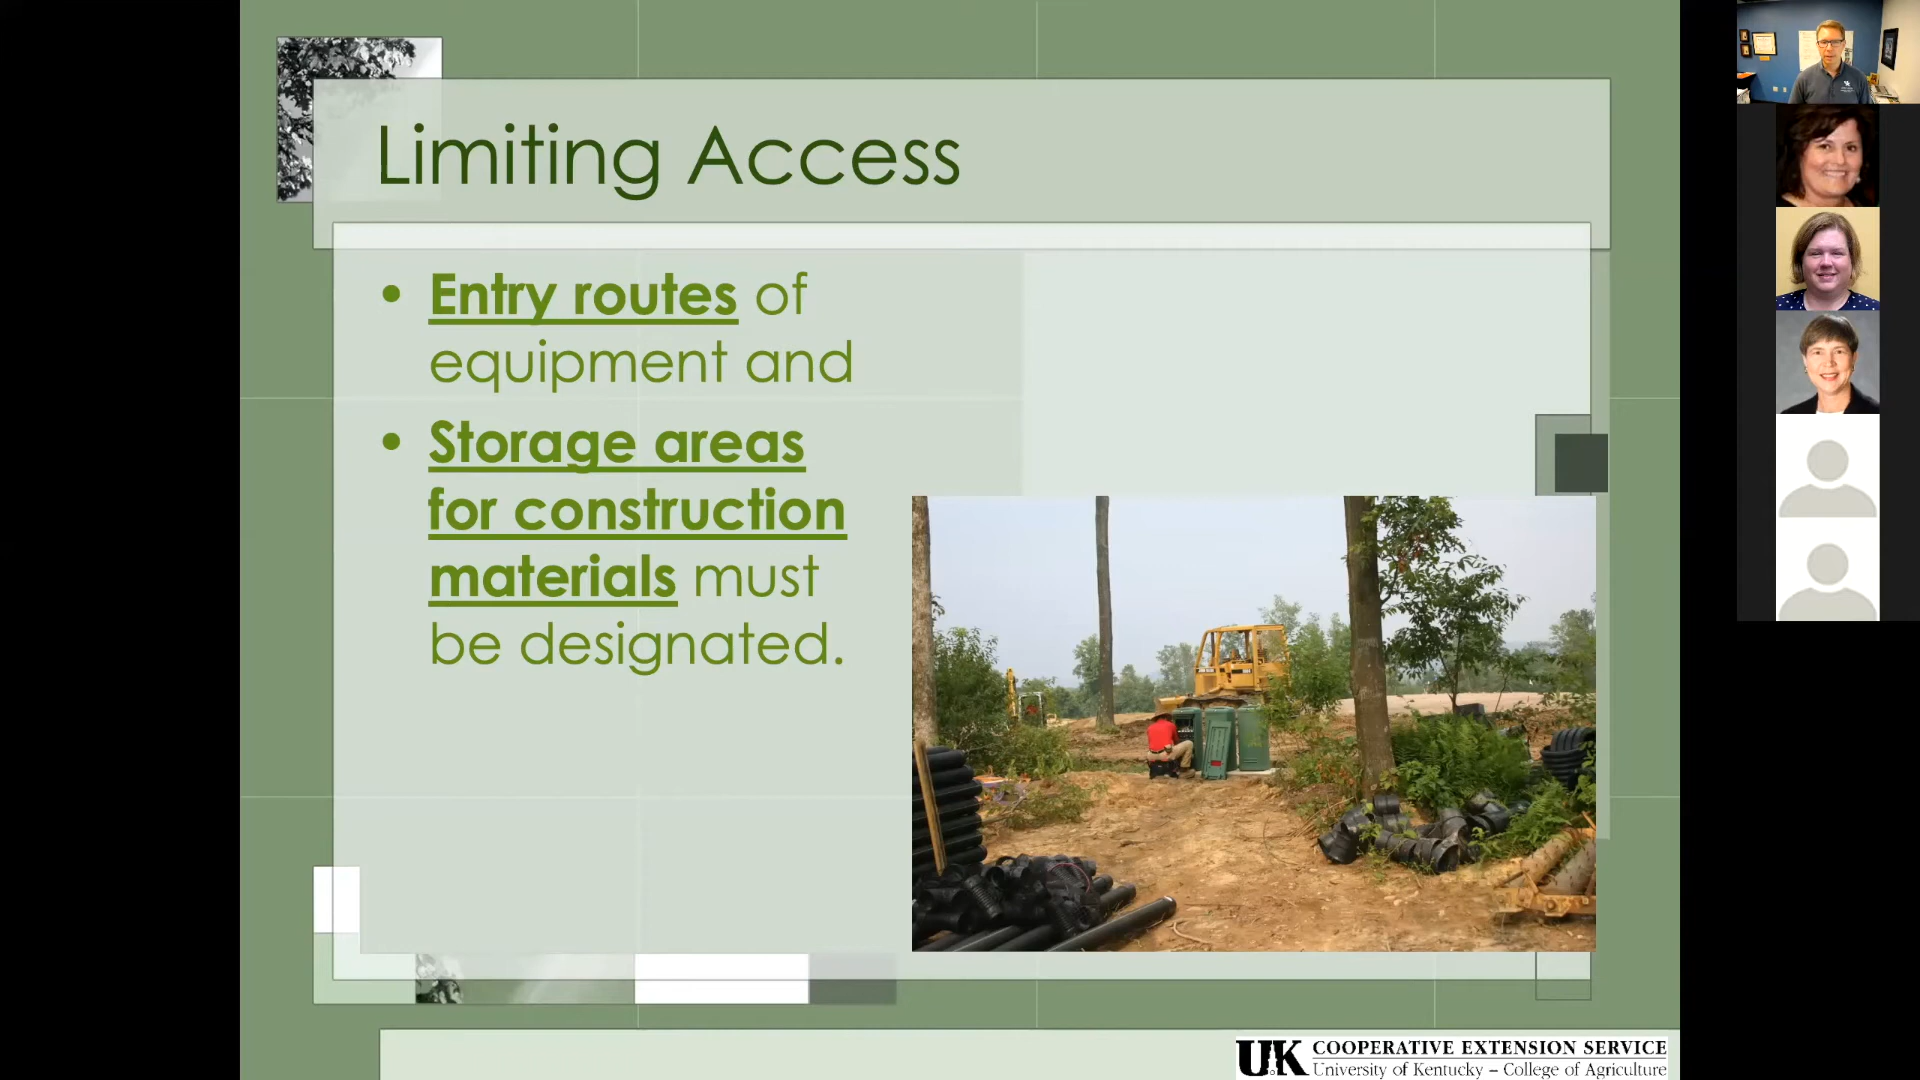 Limiting Access
• Entry routes of
equipment and
• Storage areas
for construction
materials must
be designated.
UK
COOPERATIVE EXTENSION SERVICE
University of Kentucky – College of Agriculture